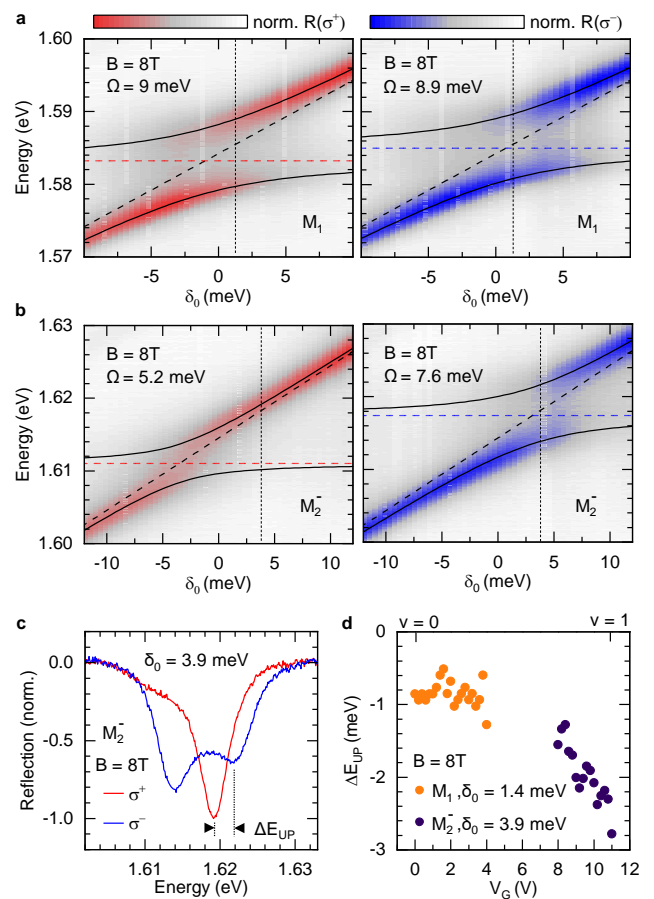 a norm. R(σ⁺) norm. R(σ⁻)
1.60
1.59
1.58
1.57
Energy (eV)
B = 8T
Ω = 9 meV
M₁
-5 0 5
δ₀ (meV)
B = 8T
Ω = 8.9 meV
M₁
-5 0 5
δ₀ (meV)
b
1.63
1.62
1.61
1.60
Energy (eV)
B = 8T
Ω = 5.2 meV
M₂⁻
-10 -5 0 5 10
δ₀ (meV)
B = 8T
Ω = 7.6 meV
M₂⁻
-10 -5 0 5 10
δ₀ (meV)
c
0.0
-0.5
-1.0
Reflection (norm.)
δ₀ = 3.9 meV
M₂⁻
B = 8T
σ⁺
σ⁻
ΔE_UP
1.61 1.62 1.63
Energy (eV)
d
ν = 0 ν = 1
0
-1
-2
-3
ΔE_UP (meV)
B = 8T
M₁ ,δ₀ = 1.4 meV
M₂⁻,δ₀ = 3.9 meV
0 2 4 6 8 10 12
V_G (V)